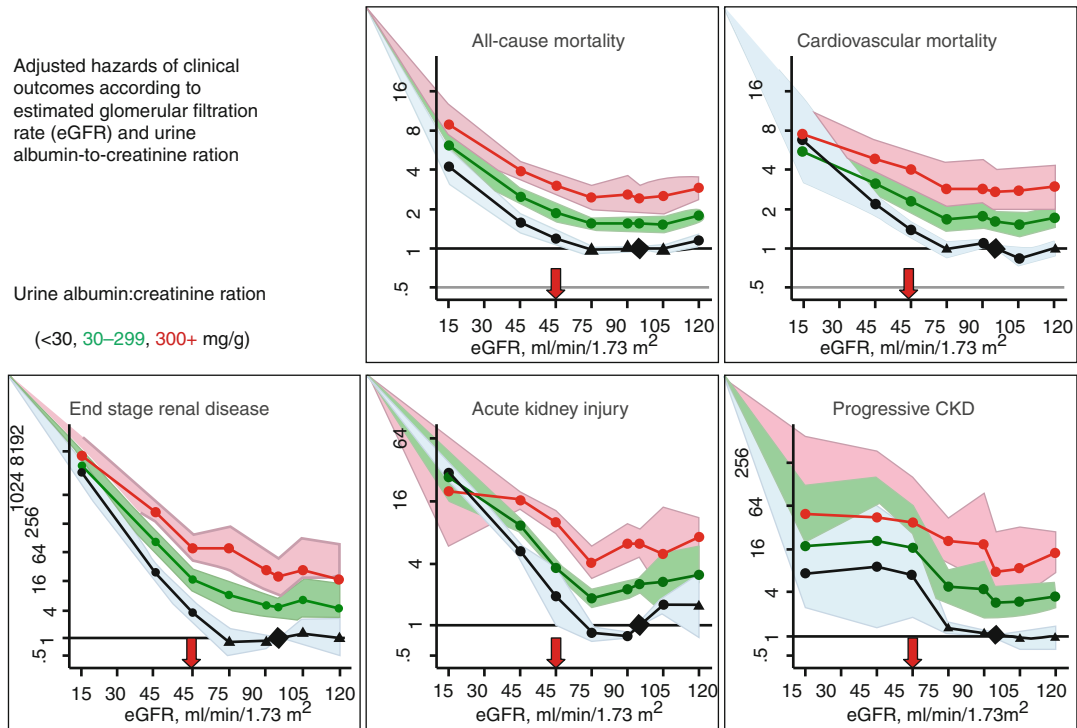 Adjusted hazards of clinical
outcomes according to
estimated glomerular filtration
rate (eGFR) and urine
albumin-to-creatinine ration
Urine albumin:creatinine ration
(<30, 30–299, 300+ mg/g)
All-cause mortality
16
8
4
2
1
.5
15 30 45 45 75 90 105 120
eGFR, ml/min/1.73 m2
Cardiovascular mortality
16
8
4
2
1
.5
15 30 45 45 75 90 105 120
eGFR, ml/min/1.73 m2
End stage renal disease
8192
1024
256
64
16
4
1
.5
15 30 45 45 60 90 105 120
eGFR, ml/min/1.73 m2
Acute kidney injury
64
16
4
1
.5
15 30 45 45 75 90 105 120
eGFR, ml/min/1.73 m2
Progressive CKD
256
64
16
4
1
.5
15 30 45 60 75 90 105 120
eGFR, ml/min/1.73m2